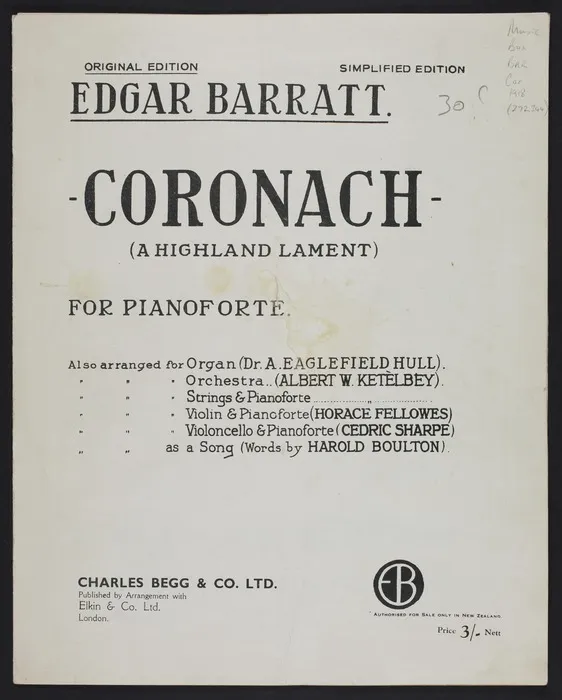 ORIGINAL EDITION SIMPLIFIED EDITION
EDGAR BARRATT.
30
-CORONACH-
(A HIGHLAND LAMENT)
FOR PIANOFORTE.
Also arranged for Organ (Dr. A. EAGLEFIELD HULL).
" " " Orchestra.. (ALBERT W. KETÈLBEY).
" " " Strings & Pianoforte .................. " ..................
" " " Violin & Pianoforte (HORACE FELLOWES)
" " " Violoncello & Pianoforte (CEDRIC SHARPE)
" " as a Song (Words by HAROLD BOULTON).
CHARLES BEGG & CO. LTD.
Published by Arrangement with
Elkin & Co. Ltd.
London.
AUTHORISED FOR SALE ONLY IN NEW ZEALAND
Price 3/- Nett